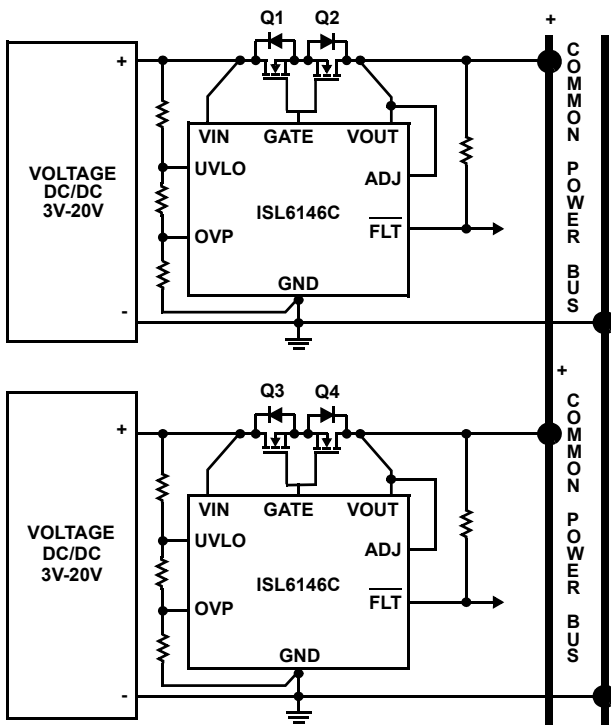 Q1 Q2
+
+
VIN GATE VOUT
UVLO
ADJ
VOLTAGE
DC/DC
3V-20V
ISL6146C
OVP
FLT
GND
-
COMMON POWER BUS
+
Q3 Q4
+
VIN GATE VOUT
UVLO
ADJ
VOLTAGE
DC/DC
3V-20V
ISL6146C
OVP
FLT
GND
-
COMMON POWER BUS